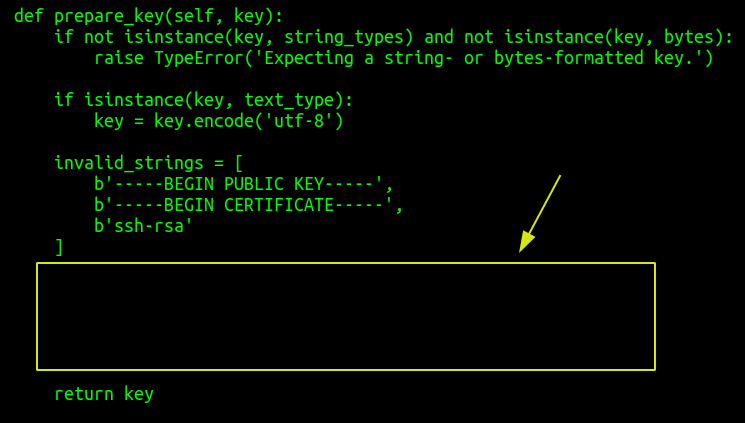 def prepare_key(self, key):
    if not isinstance(key, string_types) and not isinstance(key, bytes):
        raise TypeError('Expecting a string- or bytes-formatted key.')

    if isinstance(key, text_type):
        key = key.encode('utf-8')

    invalid_strings = [
        b'-----BEGIN PUBLIC KEY-----',
        b'-----BEGIN CERTIFICATE-----',
        b'ssh-rsa'
    ]

    return key